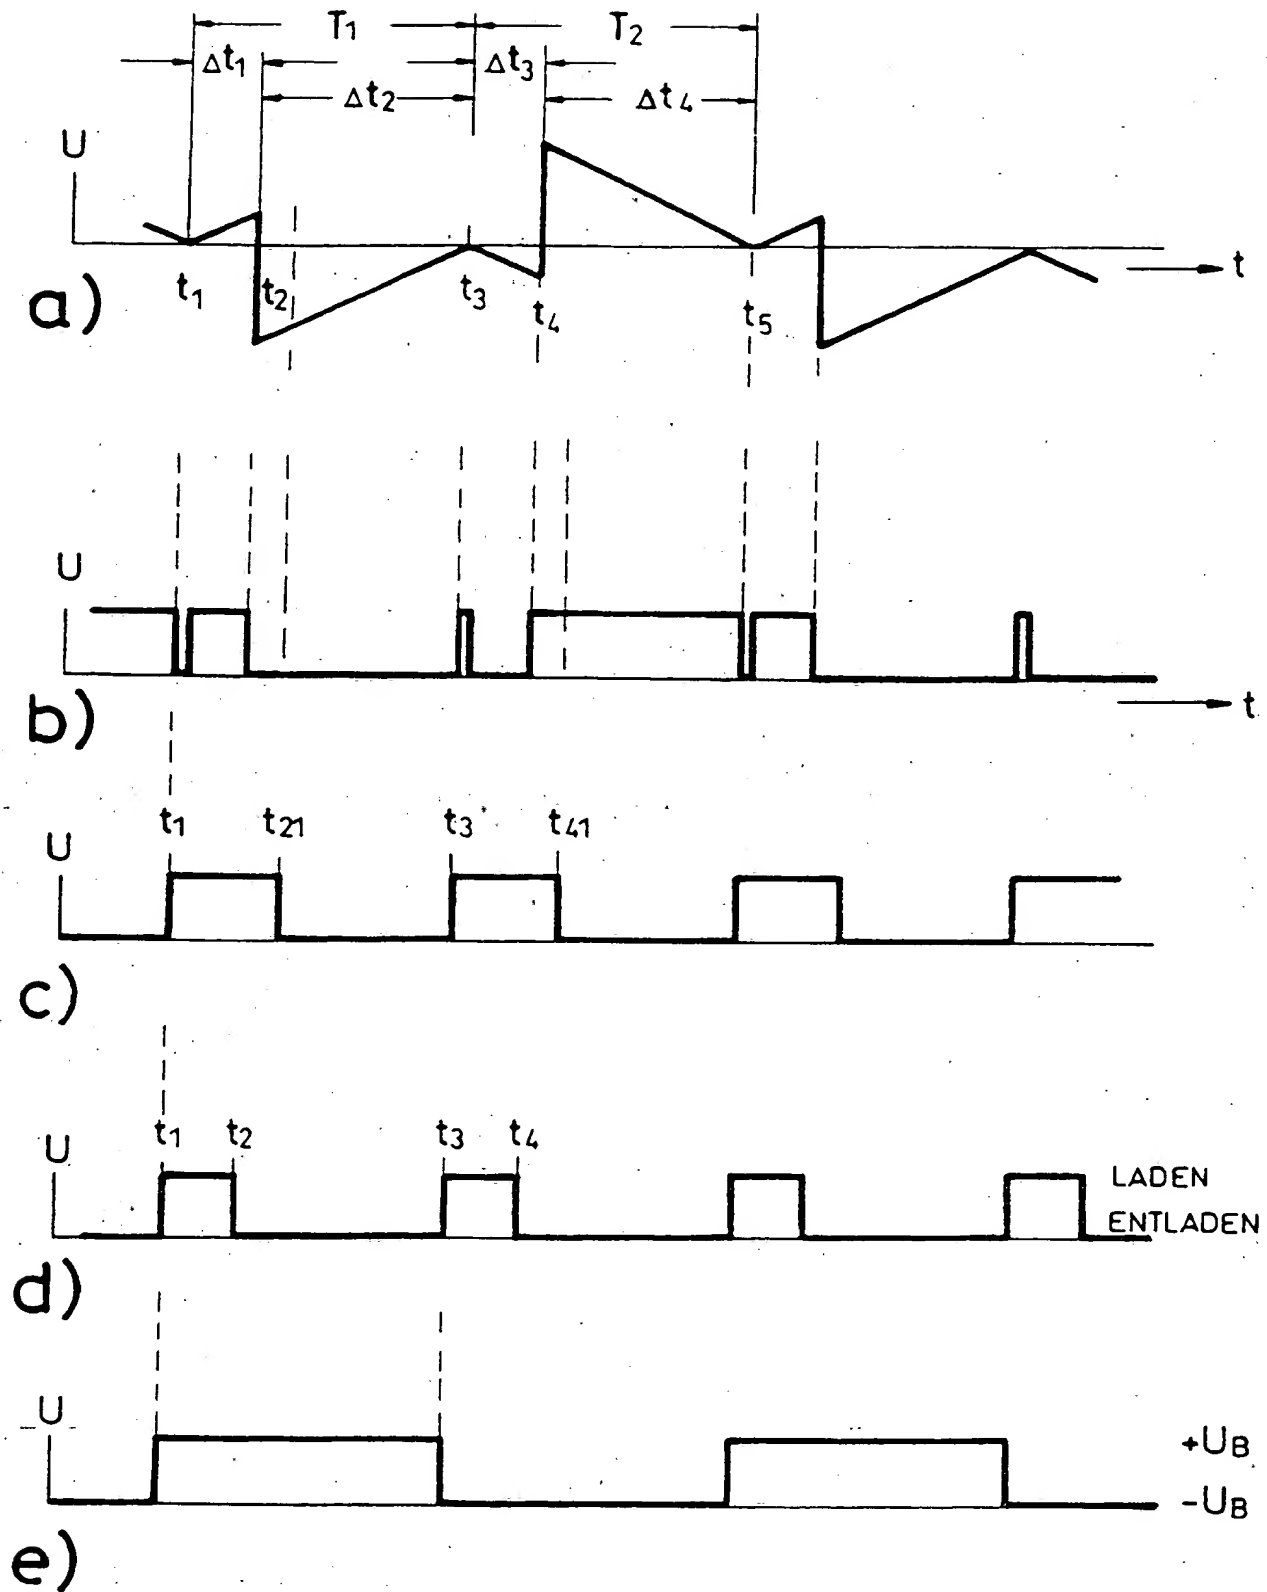 T1 T2
Δt1 Δt3
Δt2 Δt4
U
t1 t2 t3 t4 t5 t
a)
U
t
b)
t1 t21 t3 t41
U
c)
t1 t2 t3 t4
U
LADEN
ENTLADEN
d)
U
+UB
-UB
e)